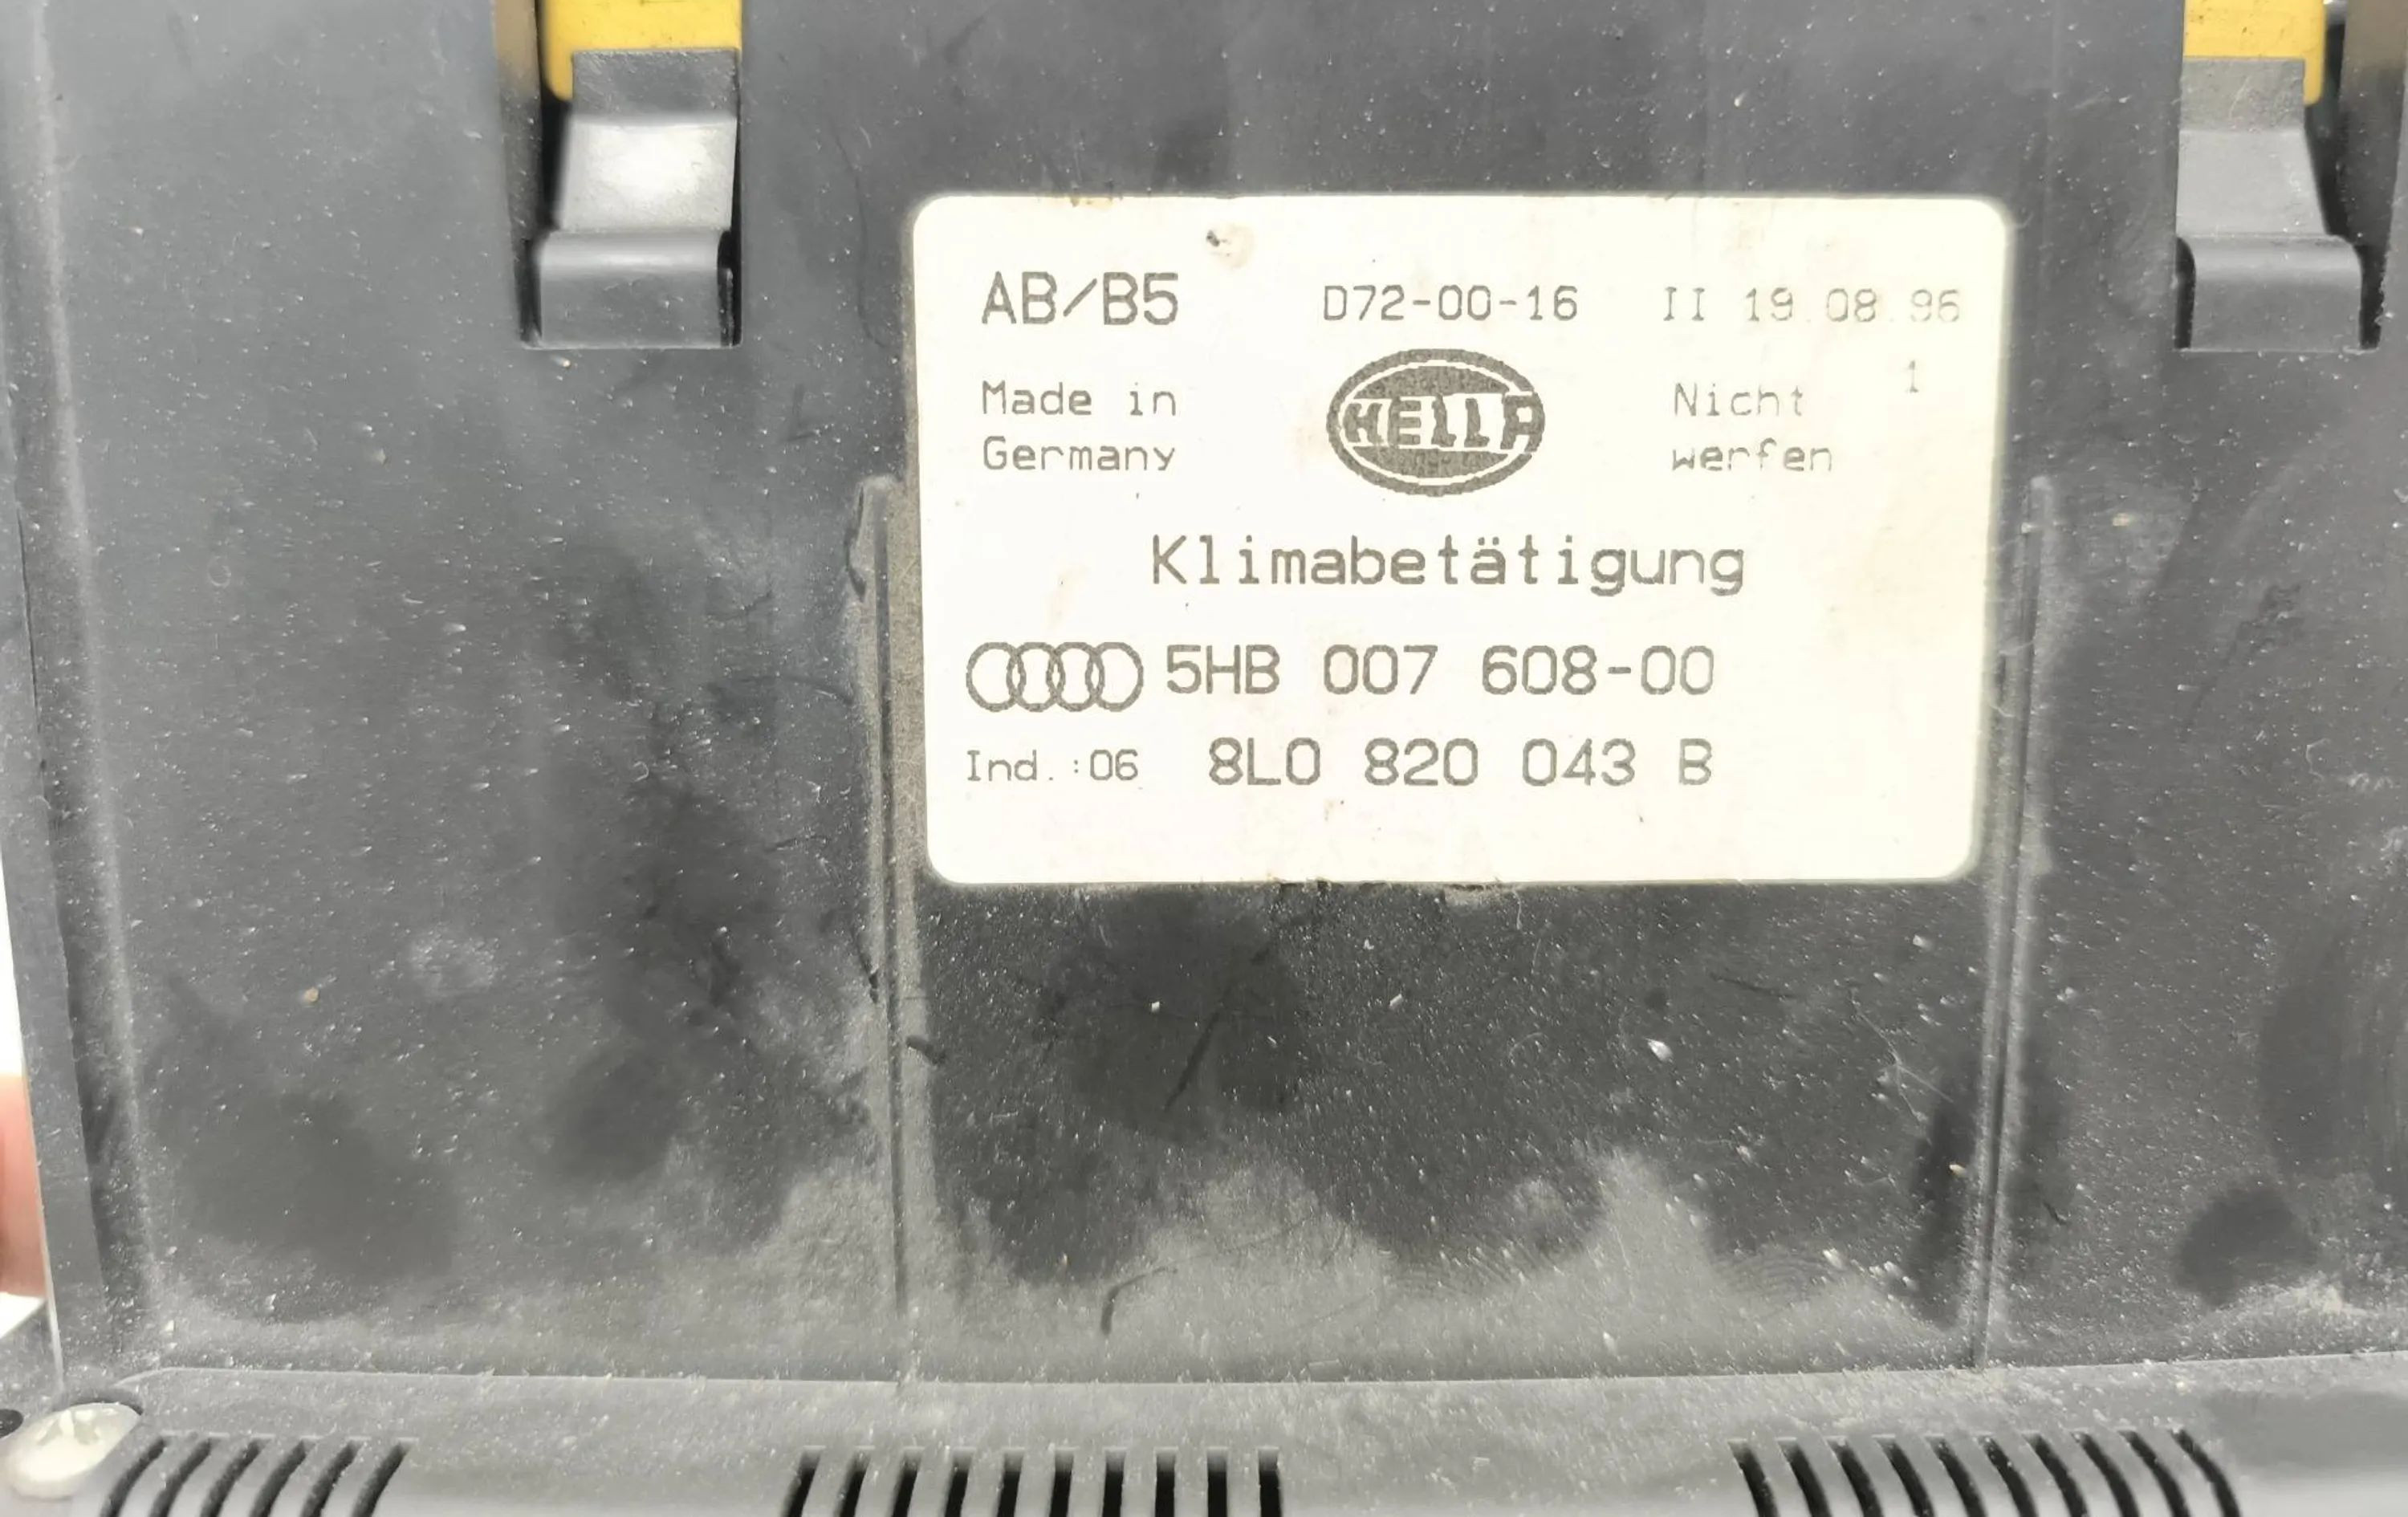 AB/B5 D72-00-16 II 19.08.96
1
Made in HELLA Nicht
Germany werfen
Klimabetätigung
5HB 007 608-00
Ind.:06 8L0 820 043 B